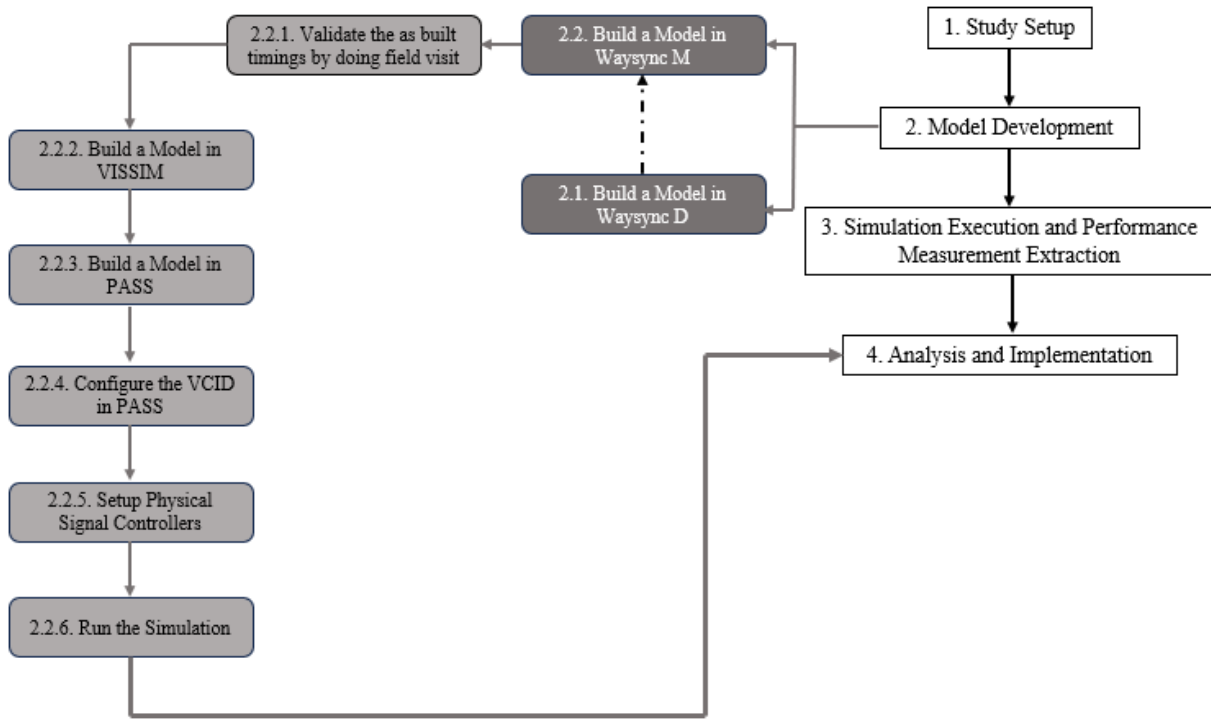 1. Study Setup
2. Model Development
3. Simulation Execution and Performance
Measurement Extraction
4. Analysis and Implementation
2.1. Build a Model in
Waysync D
2.2. Build a Model in
Waysync M
2.2.1. Validate the as built
timings by doing field visit
2.2.2. Build a Model in
VISSIM
2.2.3. Build a Model in
PASS
2.2.4. Configure the VCID
in PASS
2.2.5. Setup Physical
Signal Controllers
2.2.6. Run the Simulation